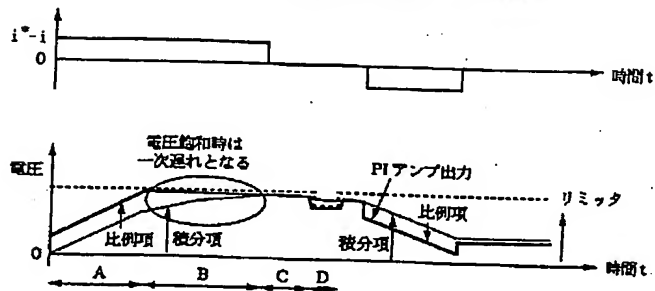 i*-i
0
時間t
電圧飽和時は
一次遅れとなる
電圧
PIアンプ出力
リミッタ
比例項
積分項
積分項
比例項
0
時間t
A
B
C
D